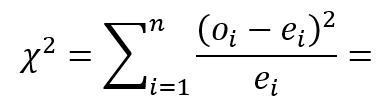 χ² = ∑ⁿᵢ₌₁ (oᵢ − eᵢ)² / eᵢ =